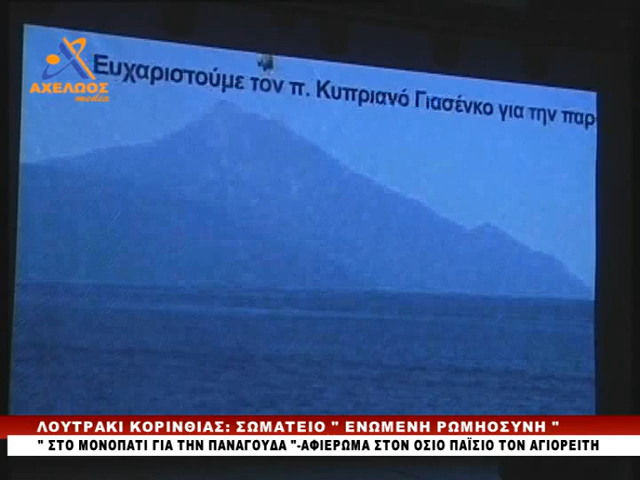 Ευχαριστούμε τον π. Κυπριανό Γιασένκο για την παρ
ΑΧΕΛΩΟΣ
media
ΛΟΥΤΡΑΚΙ ΚΟΡΙΝΘΙΑΣ: ΣΩΜΑΤΕΙΟ " ΕΝΩΜΕΝΗ ΡΩΜΗΟΣΥΝΗ "
" ΣΤΟ ΜΟΝΟΠΑΤΙ ΓΙΑ ΤΗΝ ΠΑΝΑΓΟΥΔΑ "-ΑΦΙΕΡΩΜΑ ΣΤΟΝ ΟΣΙΟ ΠΑΪΣΙΟ ΤΟΝ ΑΓΙΟΡΕΙΤΗ